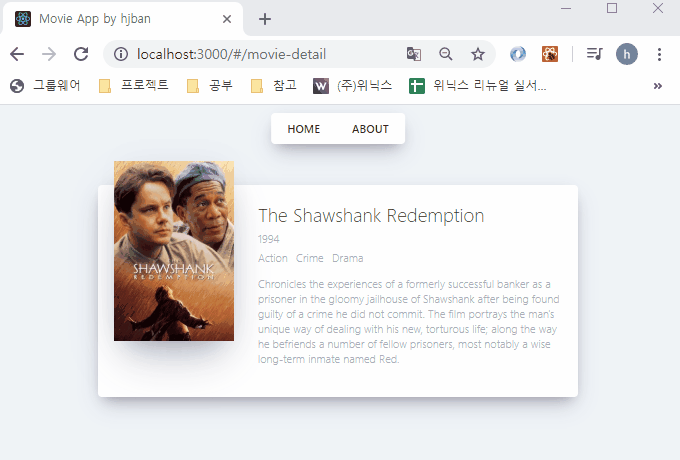 Movie App by hjban
localhost:3000/#/movie-detail
h
그룹웨어 프로젝트 공부 참고 W (주)위닉스 위닉스 리뉴얼 실서...
HOME ABOUT
SHAWSHANK
REDEMPTION
The Shawshank Redemption
1994
Action Crime Drama
Chronicles the experiences of a formerly successful banker as a
prisoner in the gloomy jailhouse of Shawshank after being found
guilty of a crime he did not commit. The film portrays the man's
unique way of dealing with his new, torturous life; along the way
he befriends a number of fellow prisoners, most notably a wise
long-term inmate named Red.